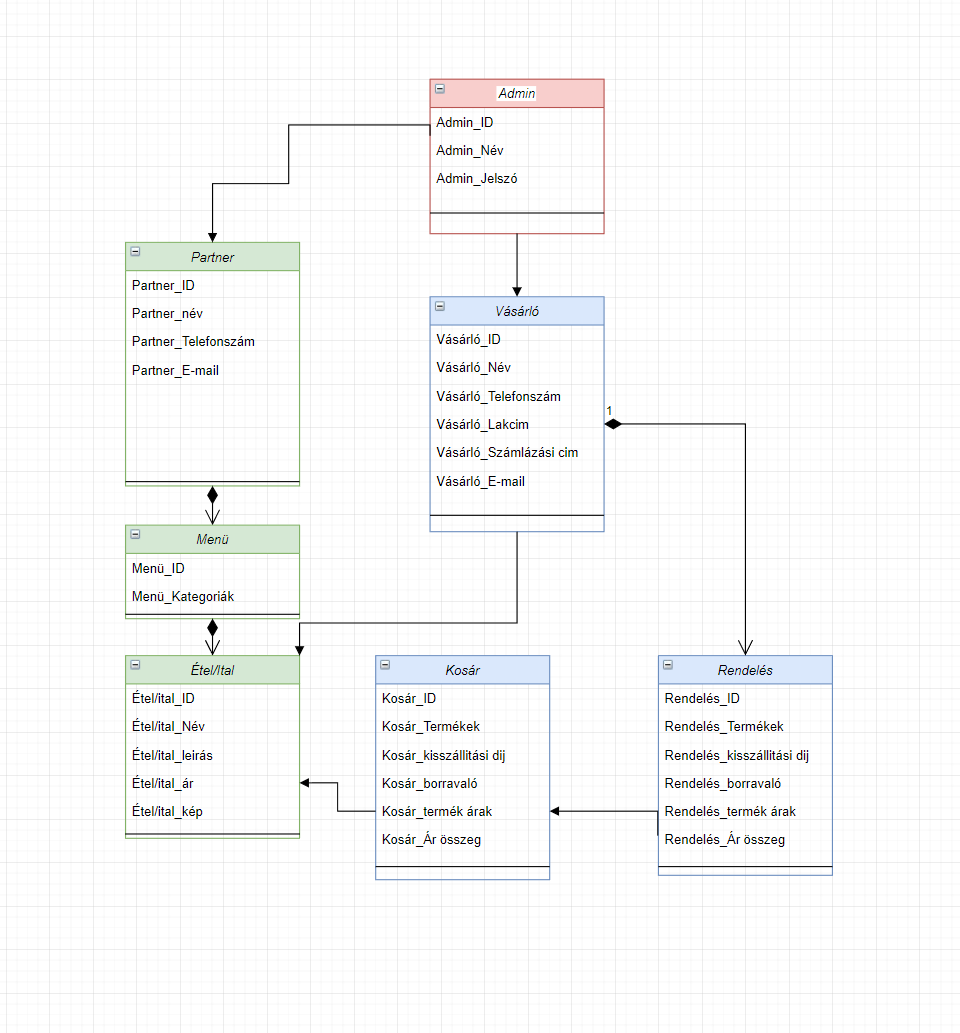 Admin
Admin_ID
Admin_Név
Admin_Jelszó
Partner
Partner_ID
Partner_név
Partner_Telefonszám
Partner_E-mail
Vásárló
Vásárló_ID
Vásárló_Név
Vásárló_Telefonszám
Vásárló_Lakcim
Vásárló_Számlázási cim
Vásárló_E-mail
1
Menü
Menü_ID
Menü_Kategoriák
Étel/Ital
Étel/ital_ID
Étel/ital_Név
Étel/ital_leirás
Étel/ital_ár
Étel/ital_kép
Kosár
Kosár_ID
Kosár_Termékek
Kosár_kisszállitási dij
Kosár_borravaló
Kosár_termék árak
Kosár_Ár összeg
Rendelés
Rendelés_ID
Rendelés_Termékek
Rendelés_kisszállitási dij
Rendelés_borravaló
Rendelés_termék árak
Rendelés_Ár összeg